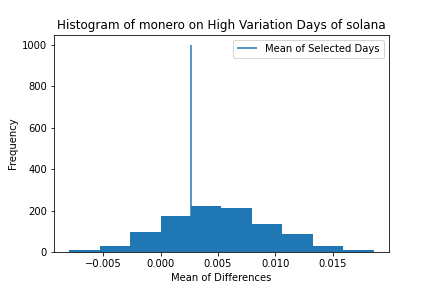 Histogram of monero on High Variation Days of solana
Mean of Selected Days
Frequency
1000
800
600
400
200
0
−0.005
0.000
0.005
0.010
0.015
Mean of Differences